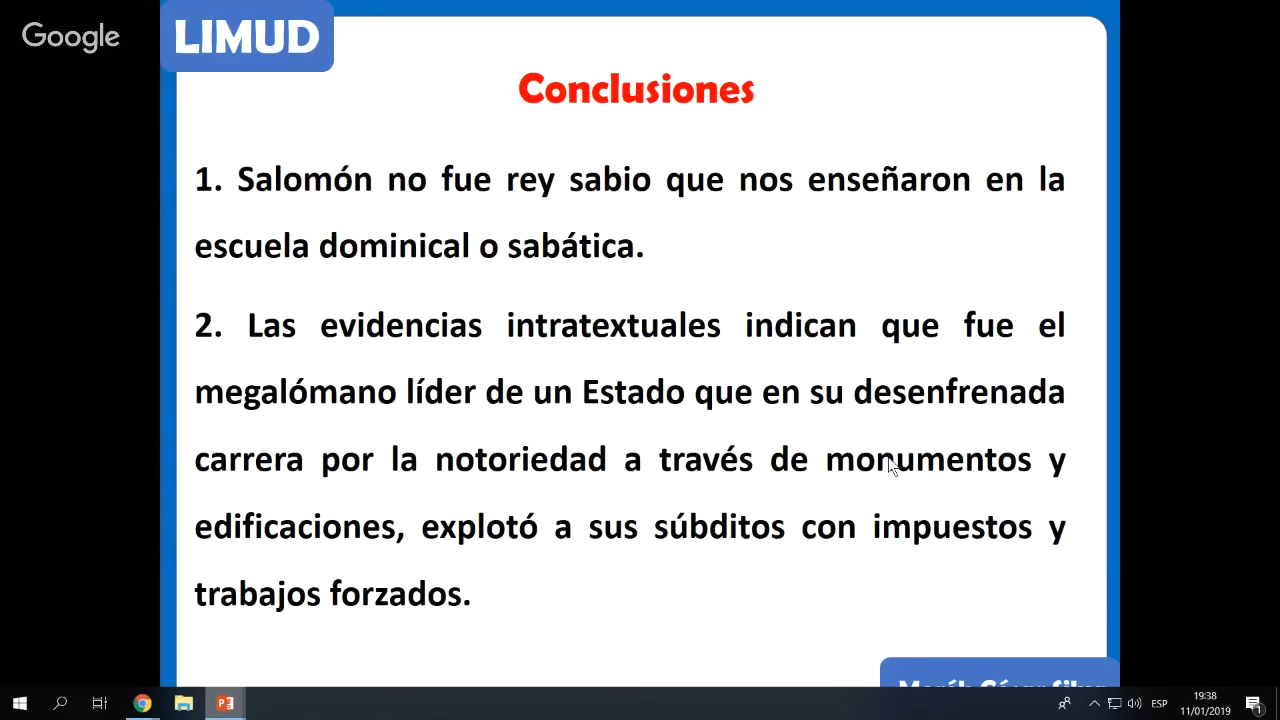 Google
LIMUD
Conclusiones
1. Salomón no fue rey sabio que nos enseñaron en la
escuela dominical o sabática.
2. Las evidencias intratextuales indican que fue el
megalómano líder de un Estado que en su desenfrenada
carrera por la notoriedad a través de monumentos y
edificaciones, explotó a sus súbditos con impuestos y
trabajos forzados.
ESP
19:38
11/01/2019
1